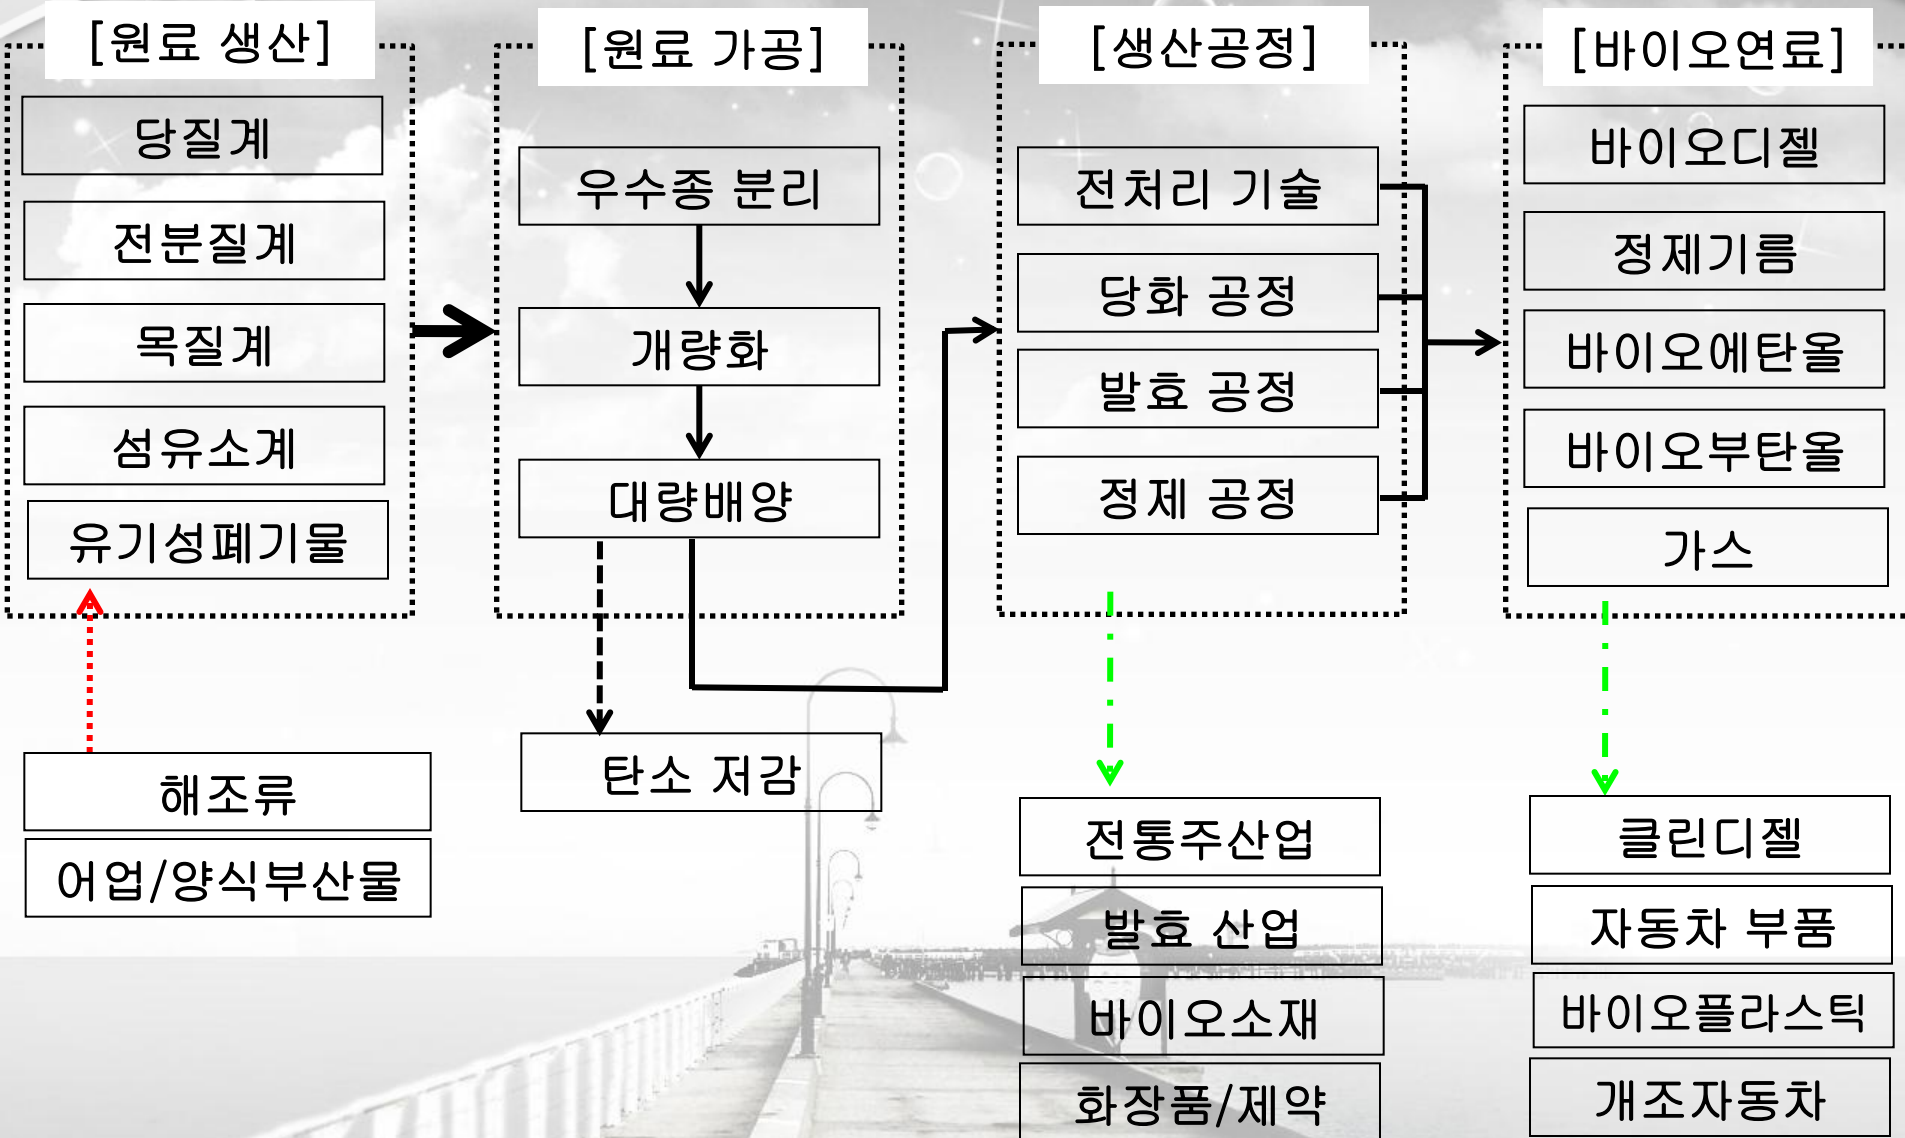 [원료 생산]
당질계
전분질계
목질계
섬유소계
유기성폐기물
해조류
어업/양식부산물
[원료 가공]
우수종 분리
개량화
대량배양
탄소 저감
[생산공정]
전처리 기술
당화 공정
발효 공정
정제 공정
전통주산업
발효 산업
바이오소재
화장품/제약
[바이오연료]
바이오디젤
정제기름
바이오에탄올
바이오부탄올
가스
클린디젤
자동차 부품
바이오플라스틱
개조자동차